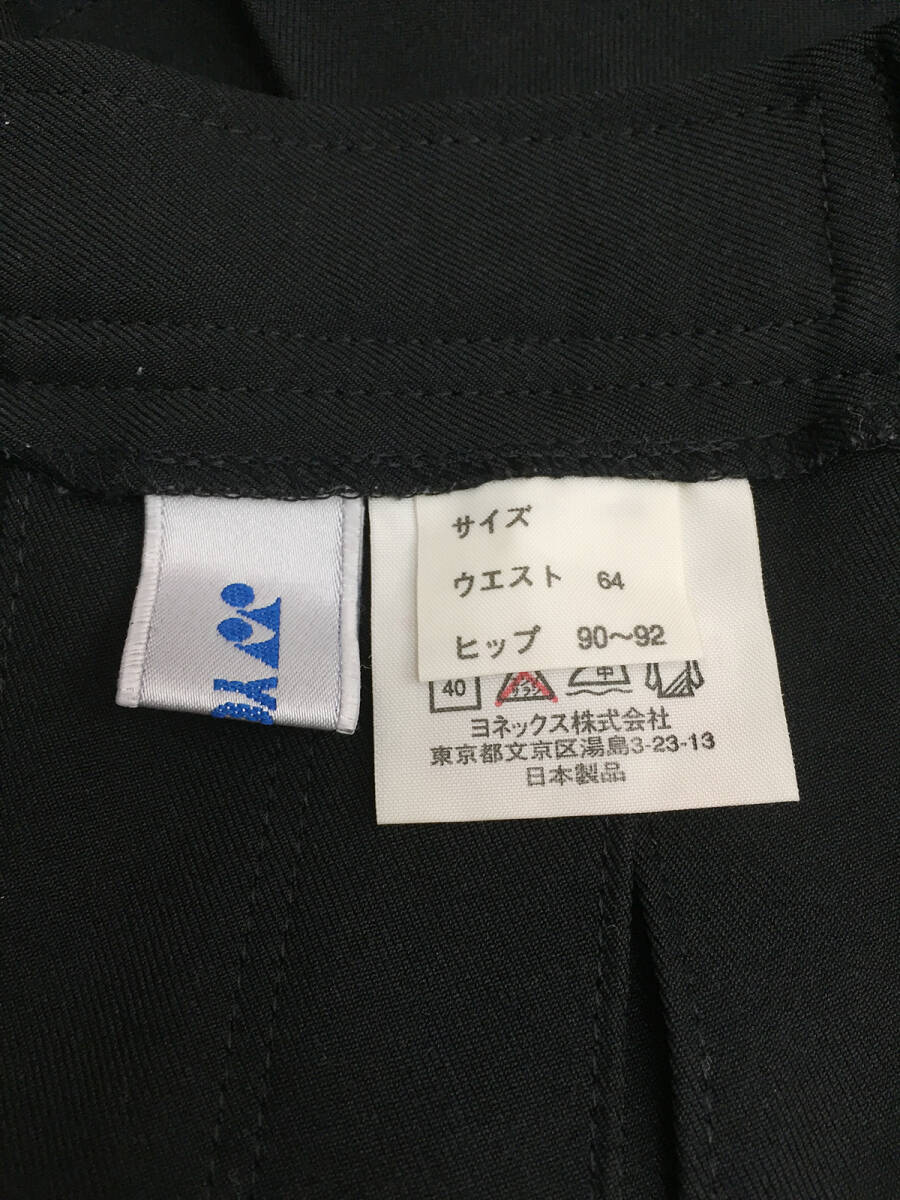 サイズ
ウエスト 64
ヒップ 90〜92
40 中
ヨネックス株式会社
東京都文京区湯島3-23-13
日本製品